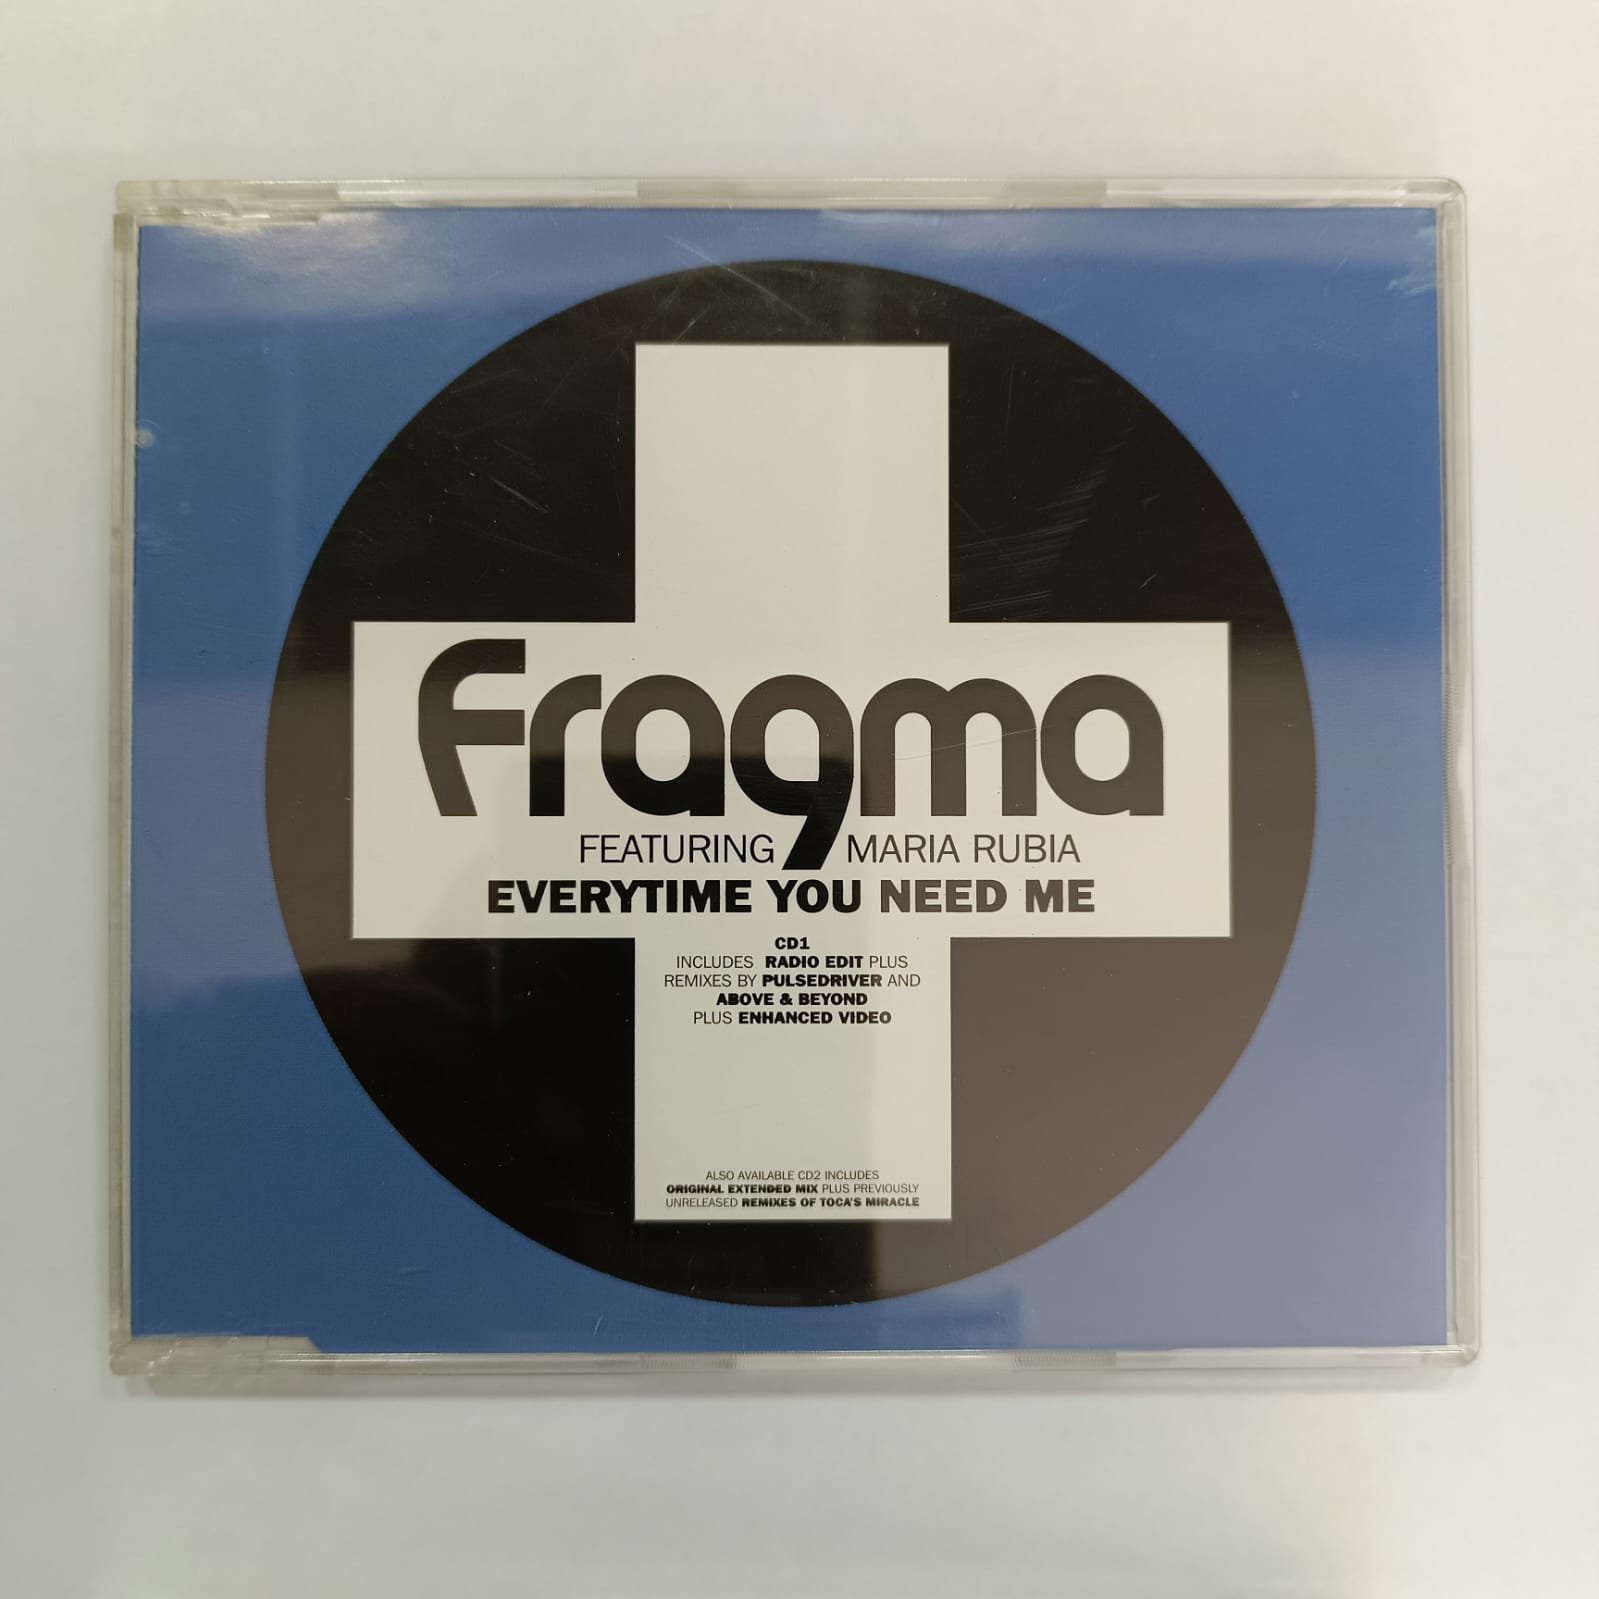 Fragma
FEATURING MARIA RUBIA
EVERYTIME YOU NEED ME
CD1
INCLUDES RADIO EDIT PLUS
REMIXES BY PULSEDRIVER AND
ABOVE & BEYOND
PLUS ENHANCED VIDEO
ALSO AVAILABLE CD2 INCLUDES
ORIGINAL EXTENDED MIX PLUS PREVIOUSLY
UNRELEASED REMIXES OF TOCA'S MIRACLE